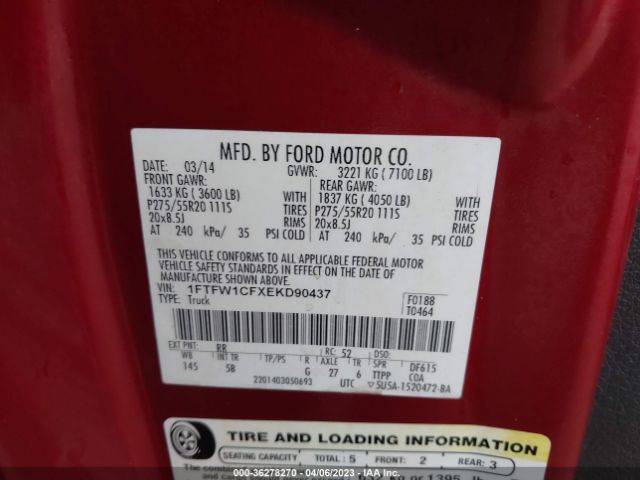 MFD. BY FORD MOTOR CO.
DATE: 03/14 GVWR: 3221 KG ( 7100 LB)
FRONT GAWR: REAR GAWR:
1633 KG ( 3600 LB) WITH 1837 KG ( 4050 LB) WITH
P275/55R20 111S TIRES P275/55R20 111S TIRES
20x8.5J RIMS 20x8.5J RIMS
AT 240 kPa/ 35 PSI COLD AT 240 kPa/ 35 PSI COLD
THIS VEHICLE CONFORMS TO ALL APPLICABLE FEDERAL MOTOR
VEHICLE SAFETY STANDARDS IN EFFECT ON THE DATE OF
MANUFACTURE SHOWN ABOVE.
VIN: 1FTFW1CFXEKD90437 F0188
TYPE: Truck T0464
EXT PNT: RR RC: 52 DSO:
WB INT TR TP/PS R AXLE TR SPR DF615
145 5B G 27 6 TTPP COA
2201403050693 UTC ▽5U5A-1520472-BA
TIRE AND LOADING INFORMATION
SEATING CAPACITY TOTAL: 5 FRONT: 2 REAR: 3
The combined
1395
36278270 - 04/06/2023 - IAA Inc.